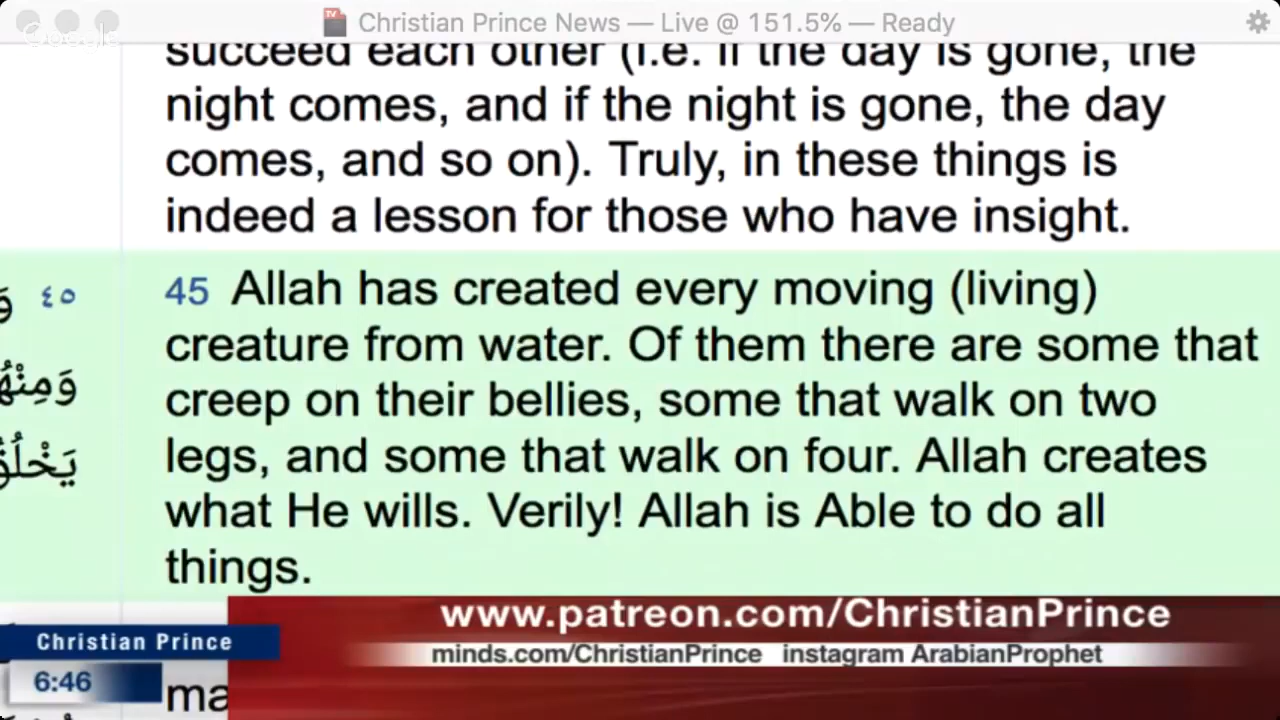 Christian Prince News — Live @ 151.5% — Ready
Google
succeed each other (i.e. if the day is gone, the
night comes, and if the night is gone, the day
comes, and so on). Truly, in these things is
indeed a lesson for those who have insight.
45 Allah has created every moving (living)
creature from water. Of them there are some that
creep on their bellies, some that walk on two
legs, and some that walk on four. Allah creates
what He wills. Verily! Allah is Able to do all
things.
٤٥
www.patreon.com/ChristianPrince
minds.com/ChristianPrince instagram ArabianProphet
Christian Prince
6:46
ma